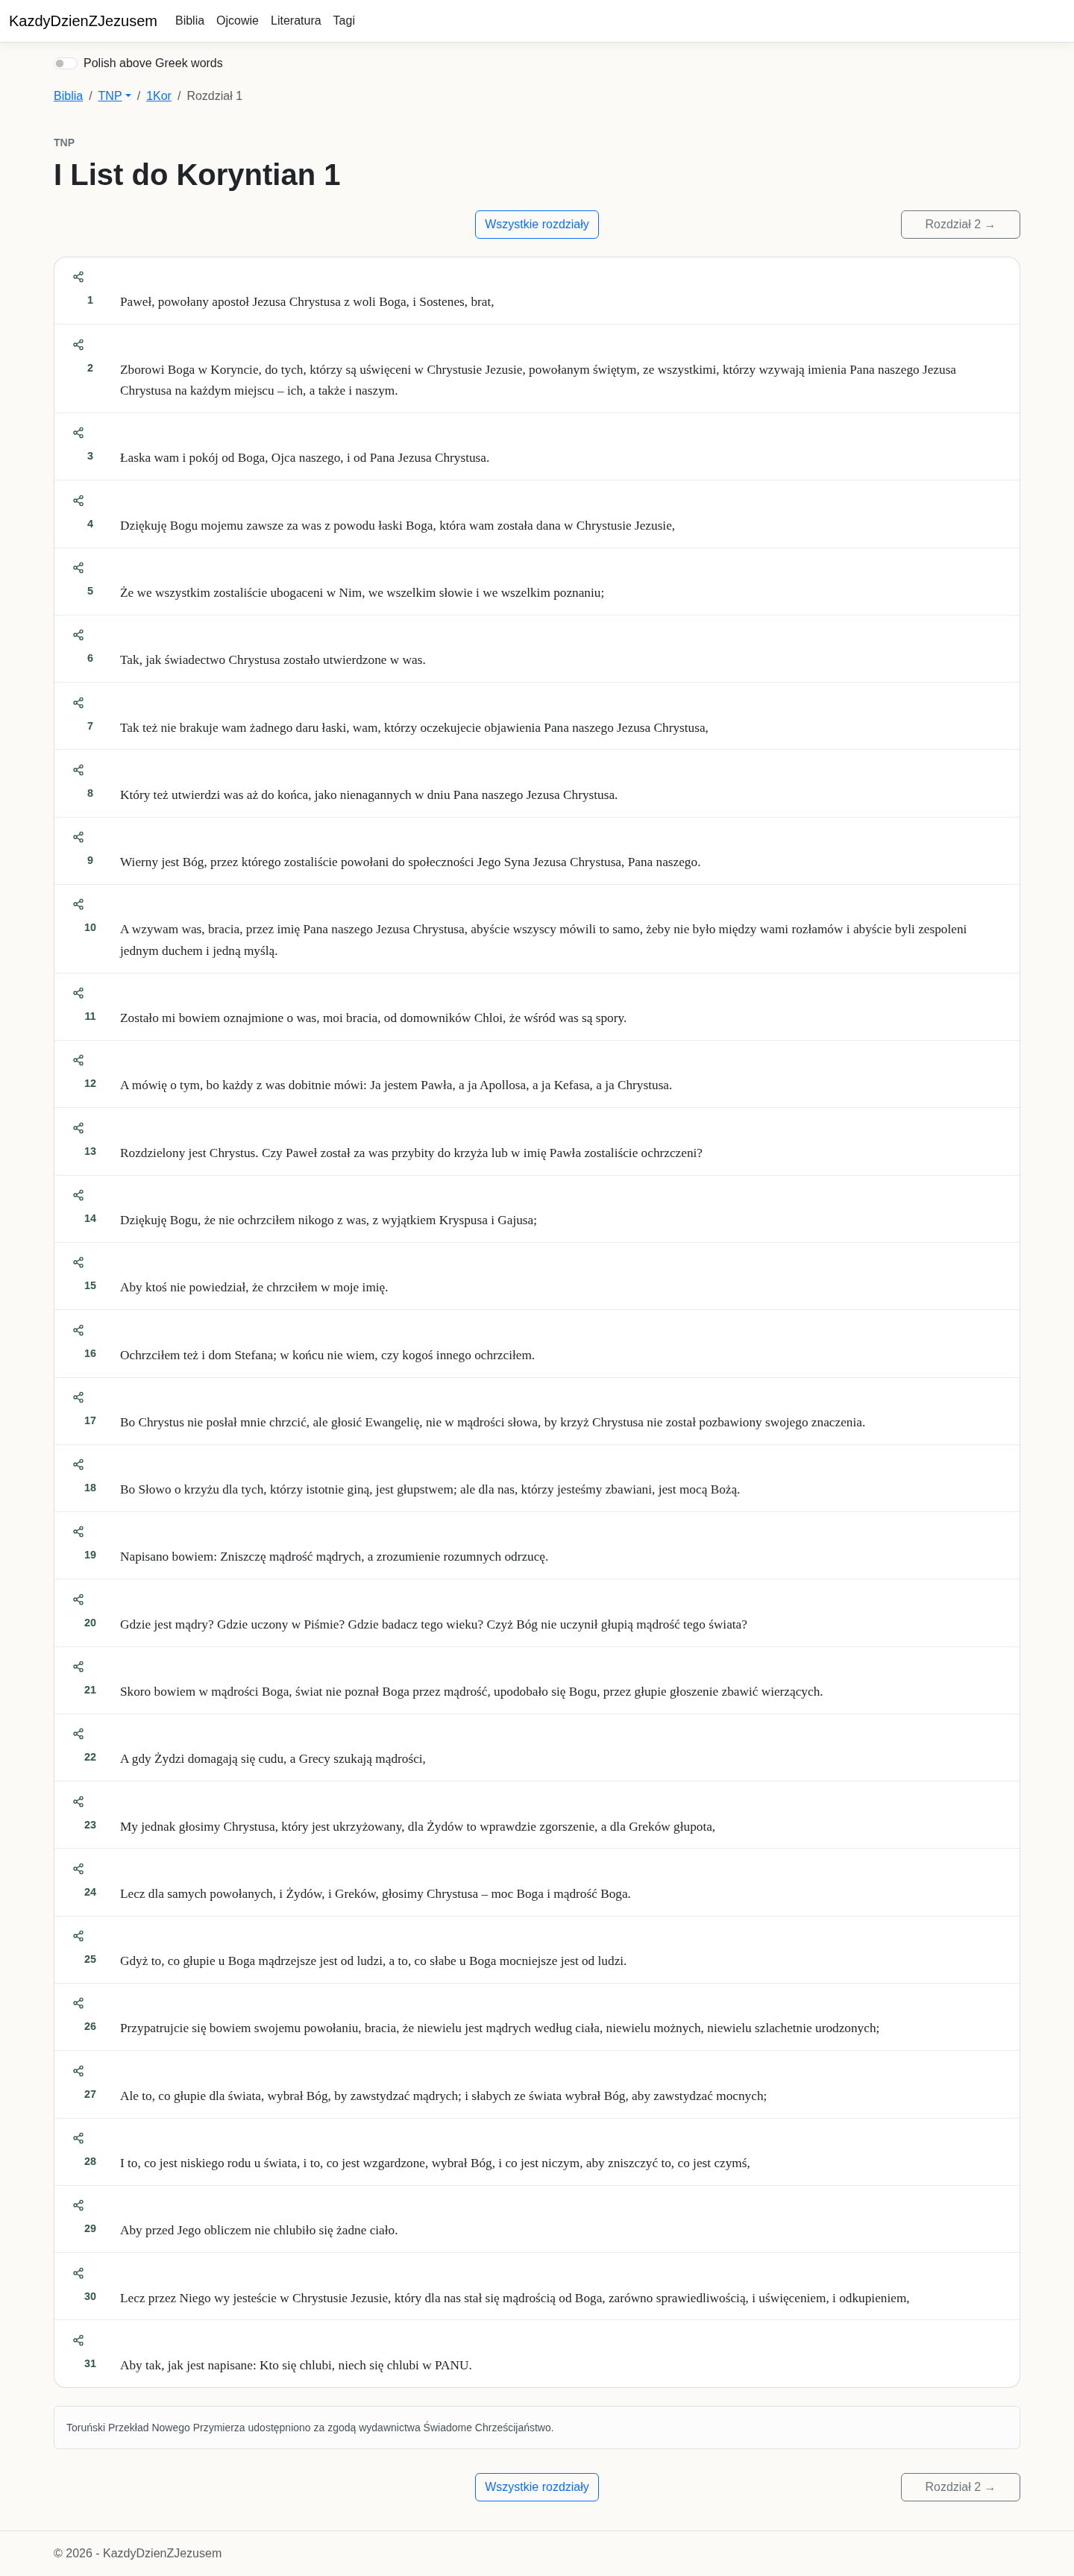 KazdyDzienZJezusem Biblia Ojcowie Literatura Tagi
Polish above Greek words
Biblia / TNP / 1Kor / Rozdział 1
TNP
I List do Koryntian 1
Wszystkie rozdziały Rozdział 2 →
1 Paweł, powołany apostoł Jezusa Chrystusa z woli Boga, i Sostenes, brat,
2 Zborowi Boga w Koryncie, do tych, którzy są uświęceni w Chrystusie Jezusie, powołanym świętym, ze wszystkimi, którzy wzywają imienia Pana naszego Jezusa
Chrystusa na każdym miejscu – ich, a także i naszym.
3 Łaska wam i pokój od Boga, Ojca naszego, i od Pana Jezusa Chrystusa.
4 Dziękuję Bogu mojemu zawsze za was z powodu łaski Boga, która wam została dana w Chrystusie Jezusie,
5 Że we wszystkim zostaliście ubogaceni w Nim, we wszelkim słowie i we wszelkim poznaniu;
6 Tak, jak świadectwo Chrystusa zostało utwierdzone w was.
7 Tak też nie brakuje wam żadnego daru łaski, wam, którzy oczekujecie objawienia Pana naszego Jezusa Chrystusa,
8 Który też utwierdzi was aż do końca, jako nienagannych w dniu Pana naszego Jezusa Chrystusa.
9 Wierny jest Bóg, przez którego zostaliście powołani do społeczności Jego Syna Jezusa Chrystusa, Pana naszego.
10 A wzywam was, bracia, przez imię Pana naszego Jezusa Chrystusa, abyście wszyscy mówili to samo, żeby nie było między wami rozłamów i abyście byli zespoleni
jednym duchem i jedną myślą.
11 Zostało mi bowiem oznajmione o was, moi bracia, od domowników Chloi, że wśród was są spory.
12 A mówię o tym, bo każdy z was dobitnie mówi: Ja jestem Pawła, a ja Apollosa, a ja Kefasa, a ja Chrystusa.
13 Rozdzielony jest Chrystus. Czy Paweł został za was przybity do krzyża lub w imię Pawła zostaliście ochrzczeni?
14 Dziękuję Bogu, że nie ochrzciłem nikogo z was, z wyjątkiem Kryspusa i Gajusa;
15 Aby ktoś nie powiedział, że chrzciłem w moje imię.
16 Ochrzciłem też i dom Stefana; w końcu nie wiem, czy kogoś innego ochrzciłem.
17 Bo Chrystus nie posłał mnie chrzcić, ale głosić Ewangelię, nie w mądrości słowa, by krzyż Chrystusa nie został pozbawiony swojego znaczenia.
18 Bo Słowo o krzyżu dla tych, którzy istotnie giną, jest głupstwem; ale dla nas, którzy jesteśmy zbawiani, jest mocą Bożą.
19 Napisano bowiem: Zniszczę mądrość mądrych, a zrozumienie rozumnych odrzucę.
20 Gdzie jest mądry? Gdzie uczony w Piśmie? Gdzie badacz tego wieku? Czyż Bóg nie uczynił głupią mądrość tego świata?
21 Skoro bowiem w mądrości Boga, świat nie poznał Boga przez mądrość, upodobało się Bogu, przez głupie głoszenie zbawić wierzących.
22 A gdy Żydzi domagają się cudu, a Grecy szukają mądrości,
23 My jednak głosimy Chrystusa, który jest ukrzyżowany, dla Żydów to wprawdzie zgorszenie, a dla Greków głupota,
24 Lecz dla samych powołanych, i Żydów, i Greków, głosimy Chrystusa – moc Boga i mądrość Boga.
25 Gdyż to, co głupie u Boga mądrzejsze jest od ludzi, a to, co słabe u Boga mocniejsze jest od ludzi.
26 Przypatrujcie się bowiem swojemu powołaniu, bracia, że niewielu jest mądrych według ciała, niewielu możnych, niewielu szlachetnie urodzonych;
27 Ale to, co głupie dla świata, wybrał Bóg, by zawstydzać mądrych; i słabych ze świata wybrał Bóg, aby zawstydzać mocnych;
28 I to, co jest niskiego rodu u świata, i to, co jest wzgardzone, wybrał Bóg, i co jest niczym, aby zniszczyć to, co jest czymś,
29 Aby przed Jego obliczem nie chlubiło się żadne ciało.
30 Lecz przez Niego wy jesteście w Chrystusie Jezusie, który dla nas stał się mądrością od Boga, zarówno sprawiedliwością, i uświęceniem, i odkupieniem,
31 Aby tak, jak jest napisane: Kto się chlubi, niech się chlubi w PANU.
Toruński Przekład Nowego Przymierza udostępniono za zgodą wydawnictwa Świadome Chrześcijaństwo.
Wszystkie rozdziały Rozdział 2 →
© 2026 - KazdyDzienZJezusem